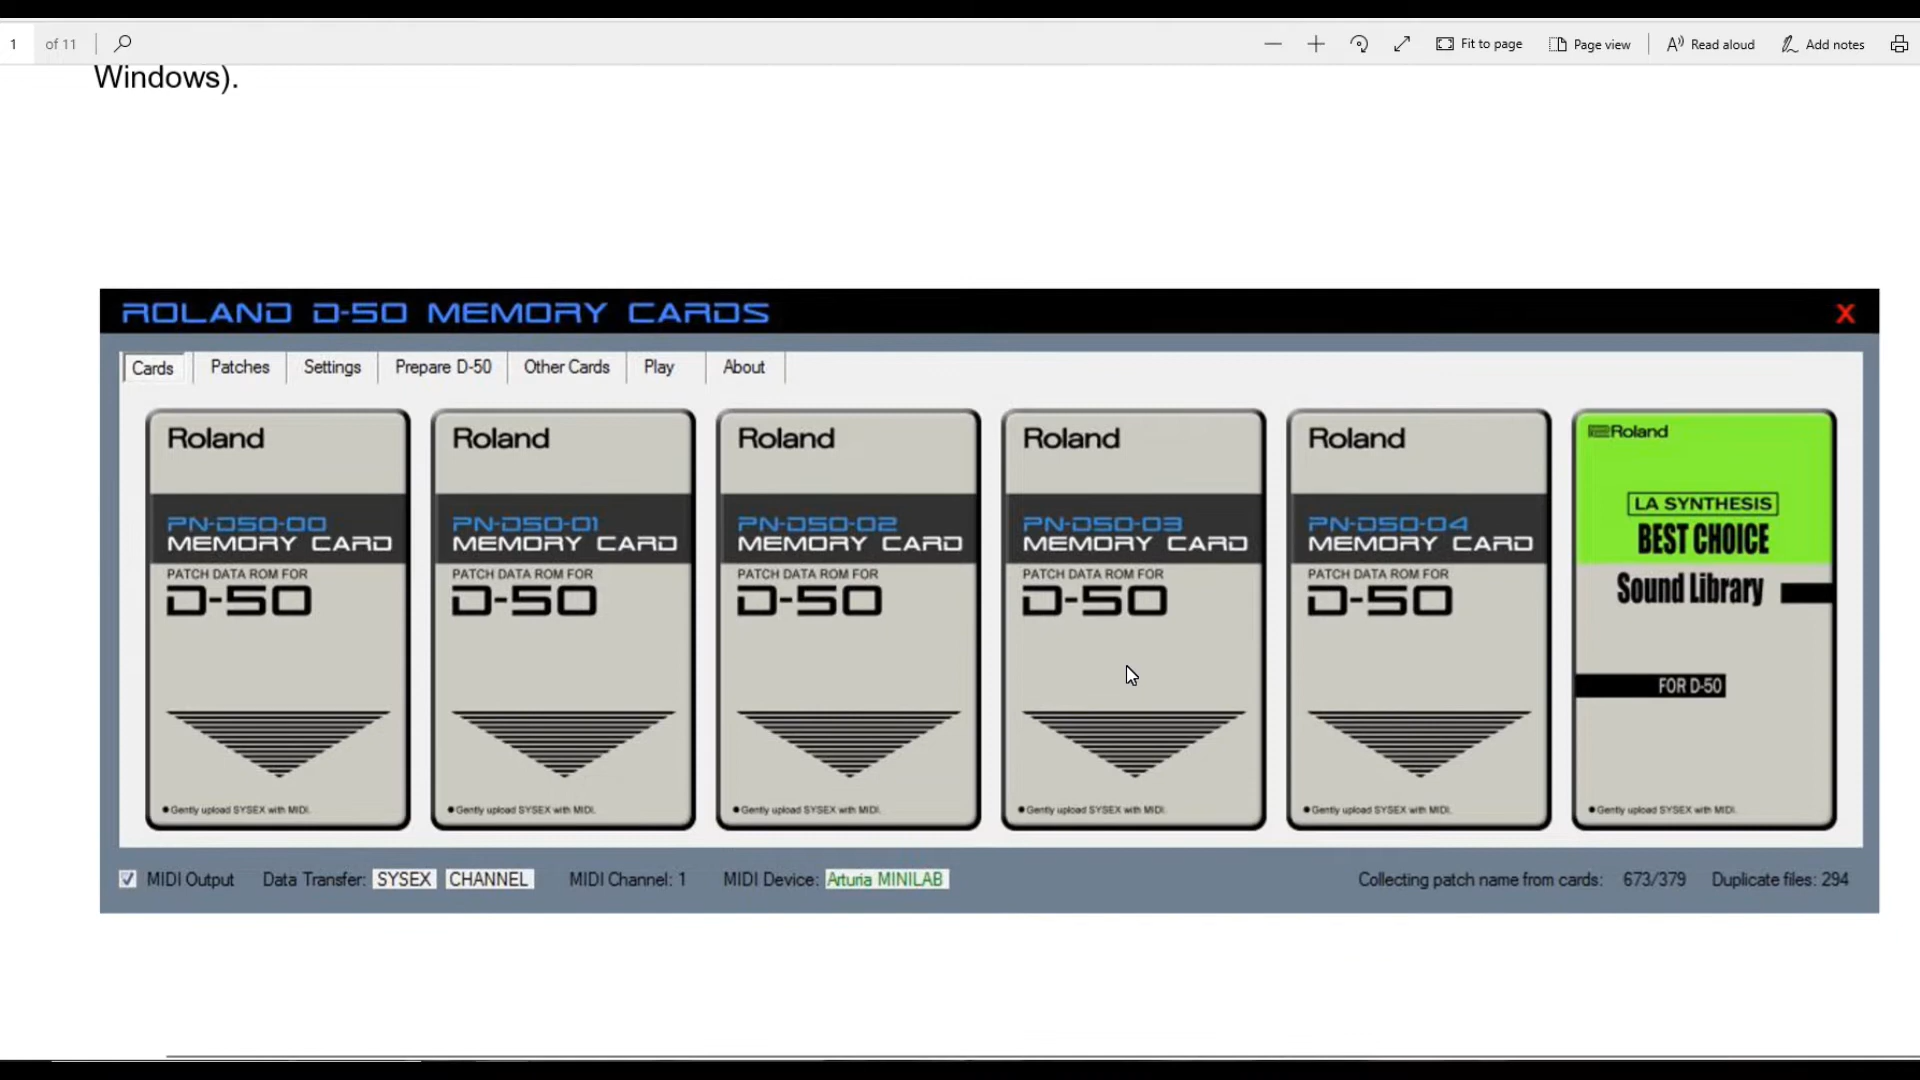 1 of 11 Fit to page Page view Read aloud Add notes
Windows).
ROLAND D-50 MEMORY CARDS X
Cards Patches Settings Prepare D-50 Other Cards Play About
Roland
PN-D50-00
MEMORY CARD
PATCH DATA ROM FOR
D-50
●Gently upload SYSEX with MIDI.
Roland
PN-D50-01
MEMORY CARD
PATCH DATA ROM FOR
D-50
●Gently upload SYSEX with MIDI.
Roland
PN-D50-02
MEMORY CARD
PATCH DATA ROM FOR
D-50
●Gently upload SYSEX with MIDI.
Roland
PN-D50-03
MEMORY CARD
PATCH DATA ROM FOR
D-50
●Gently upload SYSEX with MIDI.
Roland
PN-D50-04
MEMORY CARD
PATCH DATA ROM FOR
D-50
●Gently upload SYSEX with MIDI.
Roland
LA SYNTHESIS
BEST CHOICE
Sound Library
FOR D-50
●Gently upload SYSEX with MIDI.
MIDI Output Data Transfer: SYSEX CHANNEL MIDI Channel: 1 MIDI Device: Arturia MINILAB Collecting patch name from cards: 673/379 Duplicate files: 294